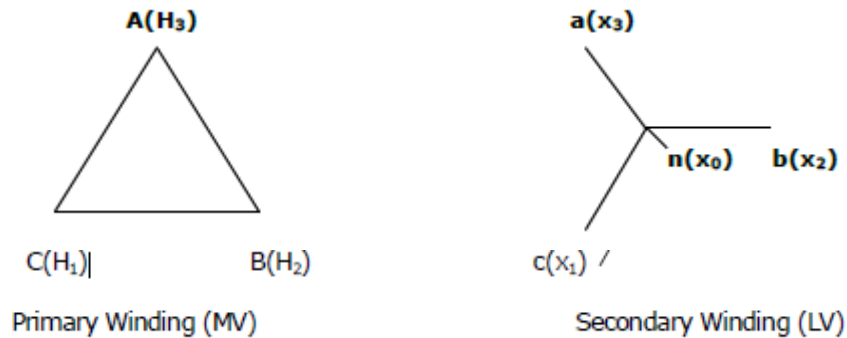 A(H₃)
a(x₃)
n(x₀)
b(x₂)
C(H₁)|
B(H₂)
c(x₁) /
Primary Winding (MV)
Secondary Winding (LV)